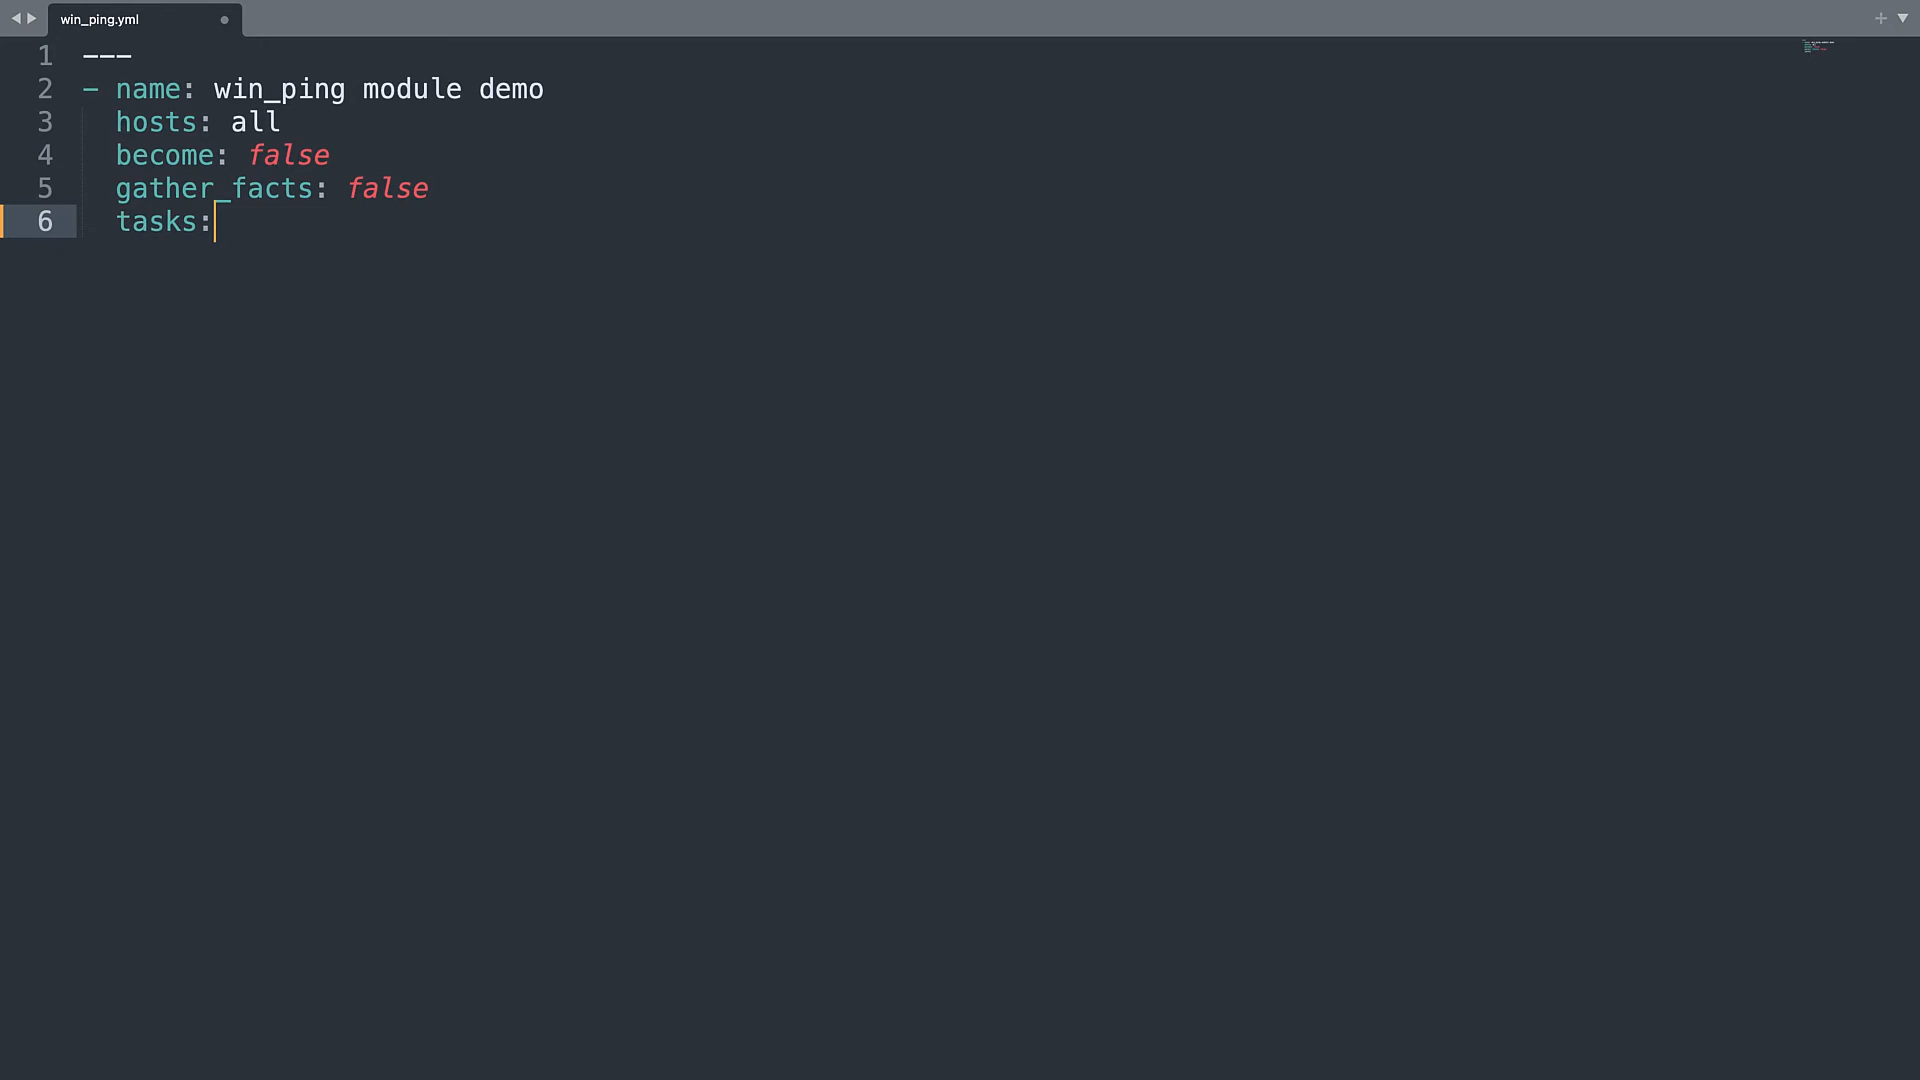 win_ping.yml
1 ---
2 - name: win_ping module demo
3 hosts: all
4 become: false
5 gather_facts: false
6 tasks: